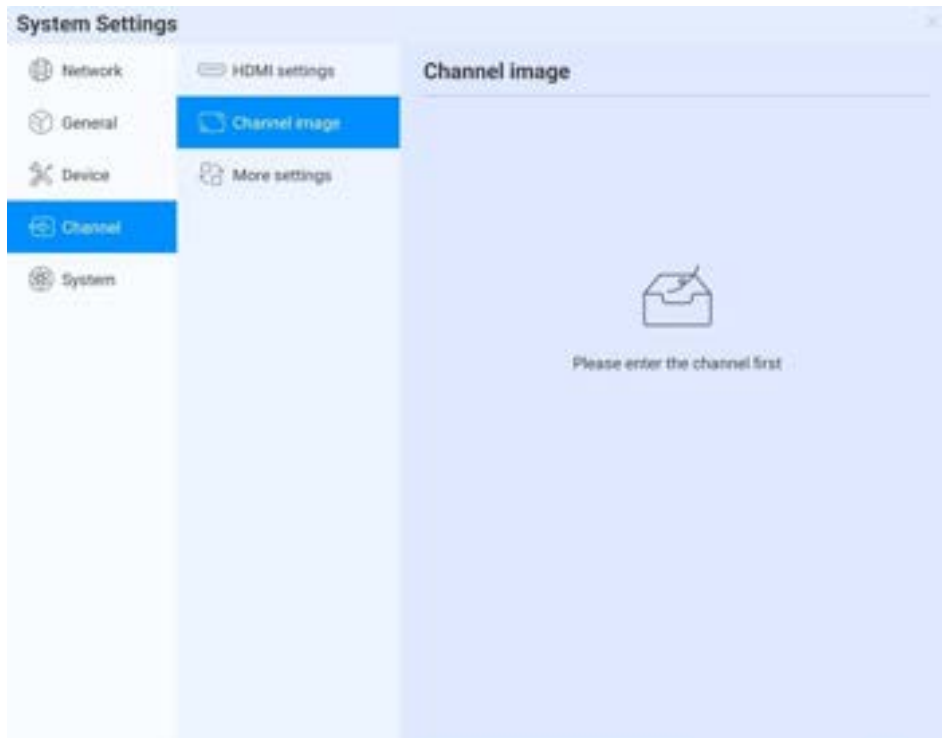 System Settings
Network
General
Device
Channel
System
HDMI settings
Channel image
More settings
Channel image
Please enter the channel first